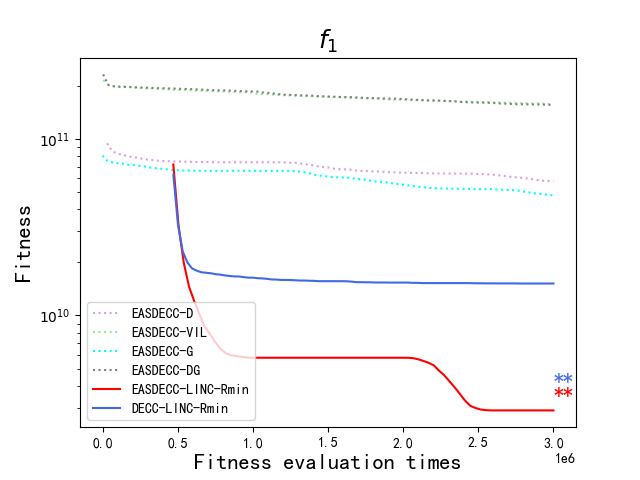 f1
Fitness
10^11
10^10
EASDECC-D
EASDECC-VIL
EASDECC-G
EASDECC-DG
EASDECC-LINC-Rmin
DECC-LINC-Rmin
**
**
0.0 0.5 1.0 1.5 2.0 2.5 3.0
1e6
Fitness evaluation times